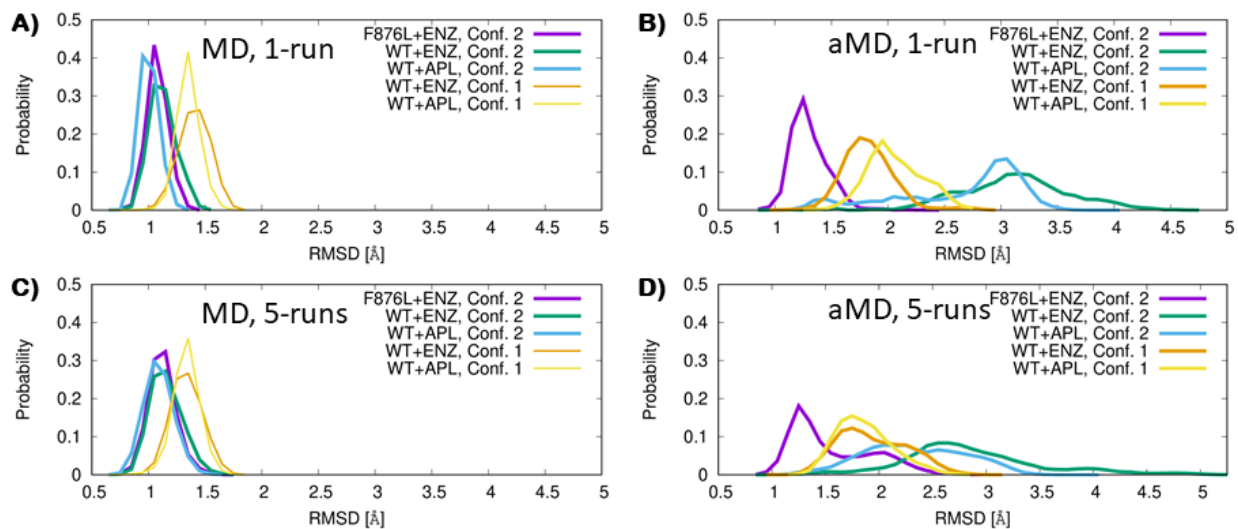 A)
MD, 1-run
F876L+ENZ, Conf. 2
WT+ENZ, Conf. 2
WT+APL, Conf. 2
WT+ENZ, Conf. 1
WT+APL, Conf. 1
Probability
0.5
0.4
0.3
0.2
0.1
0
0.5 1 1.5 2 2.5 3 3.5 4 4.5 5
RMSD [Å]
B)
aMD, 1-run
F876L+ENZ, Conf. 2
WT+ENZ, Conf. 2
WT+APL, Conf. 2
WT+ENZ, Conf. 1
WT+APL, Conf. 1
Probability
0.5
0.4
0.3
0.2
0.1
0
0.5 1 1.5 2 2.5 3 3.5 4 4.5 5
RMSD [Å]
C)
MD, 5-runs
F876L+ENZ, Conf. 2
WT+ENZ, Conf. 2
WT+APL, Conf. 2
WT+ENZ, Conf. 1
WT+APL, Conf. 1
Probability
0.5
0.4
0.3
0.2
0.1
0
0.5 1 1.5 2 2.5 3 3.5 4 4.5 5
RMSD [Å]
D)
aMD, 5-runs
F876L+ENZ, Conf. 2
WT+ENZ, Conf. 2
WT+APL, Conf. 2
WT+ENZ, Conf. 1
WT+APL, Conf. 1
Probability
0.5
0.4
0.3
0.2
0.1
0
0.5 1 1.5 2 2.5 3 3.5 4 4.5 5
RMSD [Å]